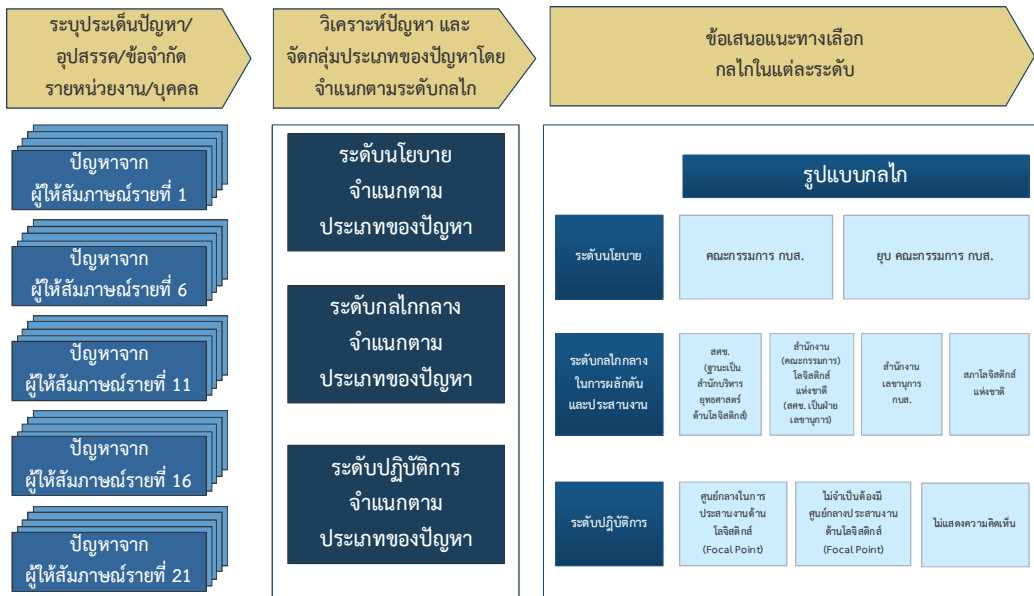 ระบุประเด็นปัญหา/
อุปสรรค/ข้อจำกัด
รายหน่วยงาน/บุคคล
วิเคราะห์ปัญหา และ
จัดกลุ่มประเภทของปัญหาโดย
จำแนกตามระดับกลไก
ข้อเสนอแนะทางเลือก
กลไกในแต่ละระดับ
ปัญหาจาก
ผู้ให้สัมภาษณ์รายที่ 1
ปัญหาจาก
ผู้ให้สัมภาษณ์รายที่ 6
ปัญหาจาก
ผู้ให้สัมภาษณ์รายที่ 11
ปัญหาจาก
ผู้ให้สัมภาษณ์รายที่ 16
ปัญหาจาก
ผู้ให้สัมภาษณ์รายที่ 21
ระดับนโยบาย
จำแนกตาม
ประเภทของปัญหา
ระดับกลไกกลาง
จำแนกตาม
ประเภทของปัญหา
ระดับปฏิบัติการ
จำแนกตาม
ประเภทของปัญหา
รูปแบบกลไก
ระดับนโยบาย
คณะกรรมการ กบส.
ยุบ คณะกรรมการ กบส.
ระดับกลไกกลาง
ในการผลักดัน
และประสานงาน
สศช.
(ฐานะเป็น
สำนักบริหาร
ยุทธศาสตร์
ด้านโลจิสติกส์)
สำนักงาน
(คณะกรรมการ)
โลจิสติกส์
แห่งชาติ
(สศช. เป็นฝ่าย
เลขานุการ)
สำนักงาน
เลขานุการ
กบส.
สภาโลจิสติกส์
แห่งชาติ
ระดับปฏิบัติการ
ศูนย์กลางในการ
ประสานงานด้าน
โลจิสติกส์
(Focal Point)
ไม่จำเป็นต้องมี
ศูนย์กลางประสานงาน
ด้านโลจิสติกส์
(Focal Point)
ไม่แสดงความคิดเห็น